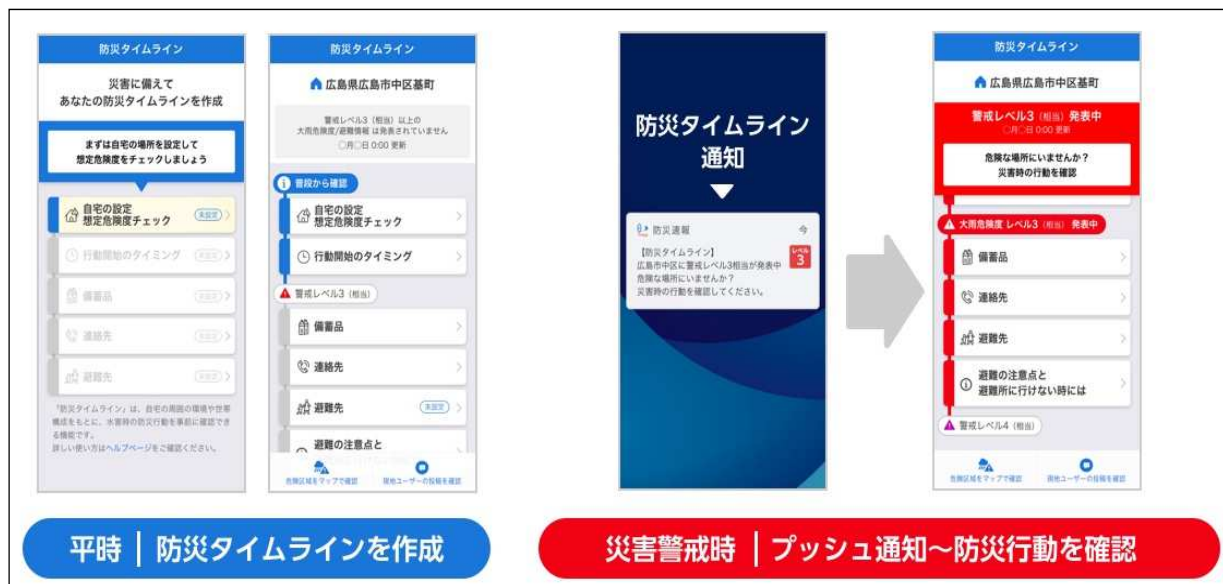 防災タイムライン
災害に備えて
あなたの防災タイムラインを作成
まずは自宅の場所を設定して
想定危険度をチェックしましょう
自宅の設定
想定危険度チェック
未設定
行動開始のタイミング
未設定
備蓄品
未設定
連絡先
未設定
避難先
未設定
「防災タイムライン」は、自宅の周囲の環境や世帯
構成をもとに、水害時の防災行動を事前に確認でき
る機能です。
詳しい使い方はヘルプページをご確認ください。
防災タイムライン
広島県広島市中区基町
警戒レベル3（相当）以上の
大雨危険度/避難情報 は発表されていません
○月○日 0:00 更新
普段から確認
自宅の設定
想定危険度チェック
行動開始のタイミング
警戒レベル3（相当）
備蓄品
連絡先
避難先
未設定
避難の注意点と
危険区域をマップで確認
現地ユーザーの投稿を確認
平時｜防災タイムラインを作成
防災タイムライン
通知
防災速報
今
【防災タイムライン】
広島市中区に警戒レベル3相当が発表中
危険な場所にいませんか？
災害時の行動を確認してください。
レベル
3
防災タイムライン
広島県広島市中区基町
警戒レベル3（相当）発表中
○月○日 0:00 更新
危険な場所にいませんか？
災害時の行動を確認
大雨危険度 レベル3（相当）発表中
備蓄品
連絡先
避難先
避難の注意点と
避難所に行けない時には
警戒レベル4（相当）
危険区域をマップで確認
現地ユーザーの投稿を確認
災害警戒時｜プッシュ通知～防災行動を確認